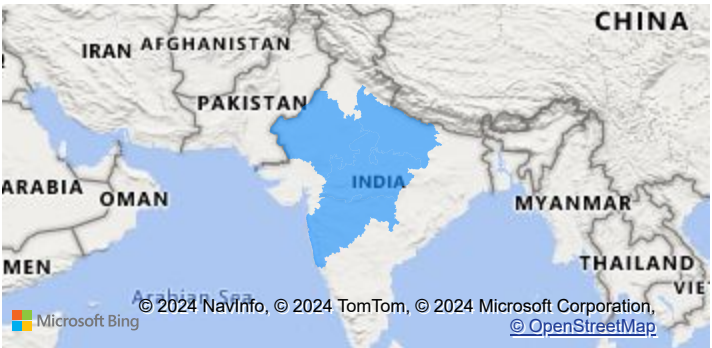 CHINA
IRAN
AFGHANISTAN
PAKISTAN
ARABIA
OMAN
INDIA
MYANMAR
THAILAND
MEN
VIE
Arabian Sea
© 2024 NavInfo, © 2024 TomTom, © 2024 Microsoft Corporation,
Microsoft Bing
© OpenStreetMap